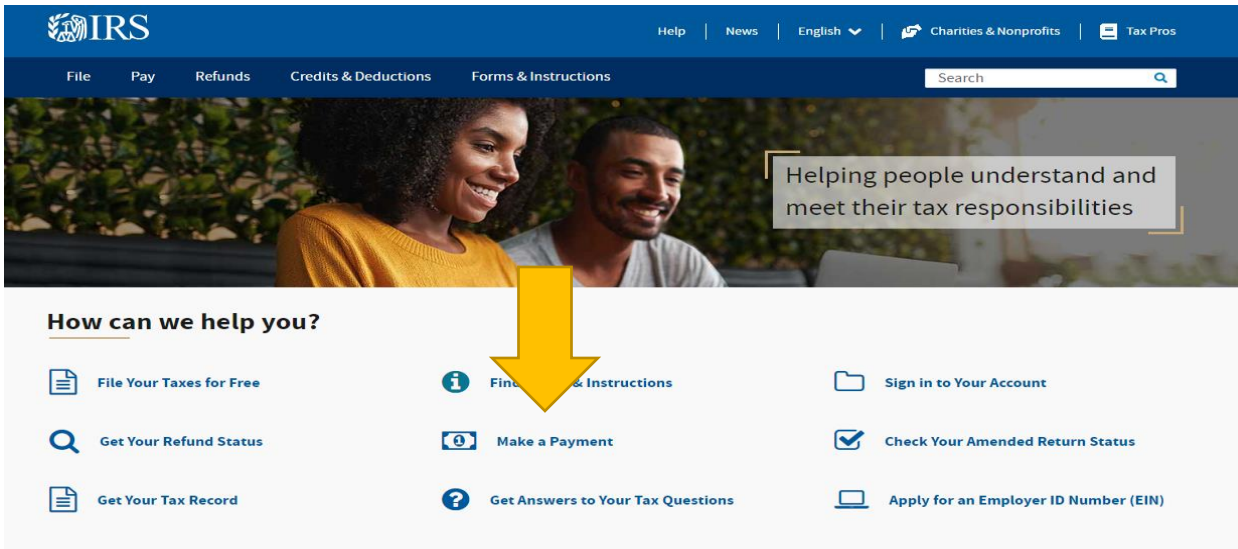 IRS
Help News English Charities & Nonprofits Tax Pros
File Pay Refunds Credits & Deductions Forms & Instructions Search
Helping people understand and
meet their tax responsibilities
How can we help you?
File Your Taxes for Free Find & Instructions Sign in to Your Account
Get Your Refund Status Make a Payment Check Your Amended Return Status
Get Your Tax Record Get Answers to Your Tax Questions Apply for an Employer ID Number (EIN)